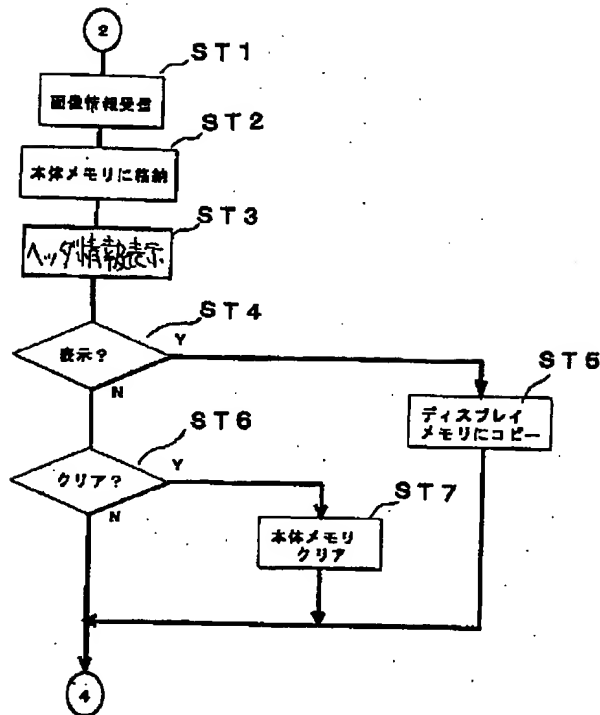 2
ST1
画像情報受信
ST2
本体メモリに格納
ST3
ヘッダ情報表示
ST4
表示?
Y
N
ST5
ディスプレイ
メモリにコピー
ST6
クリア?
Y
N
ST7
本体メモリ
クリア
4